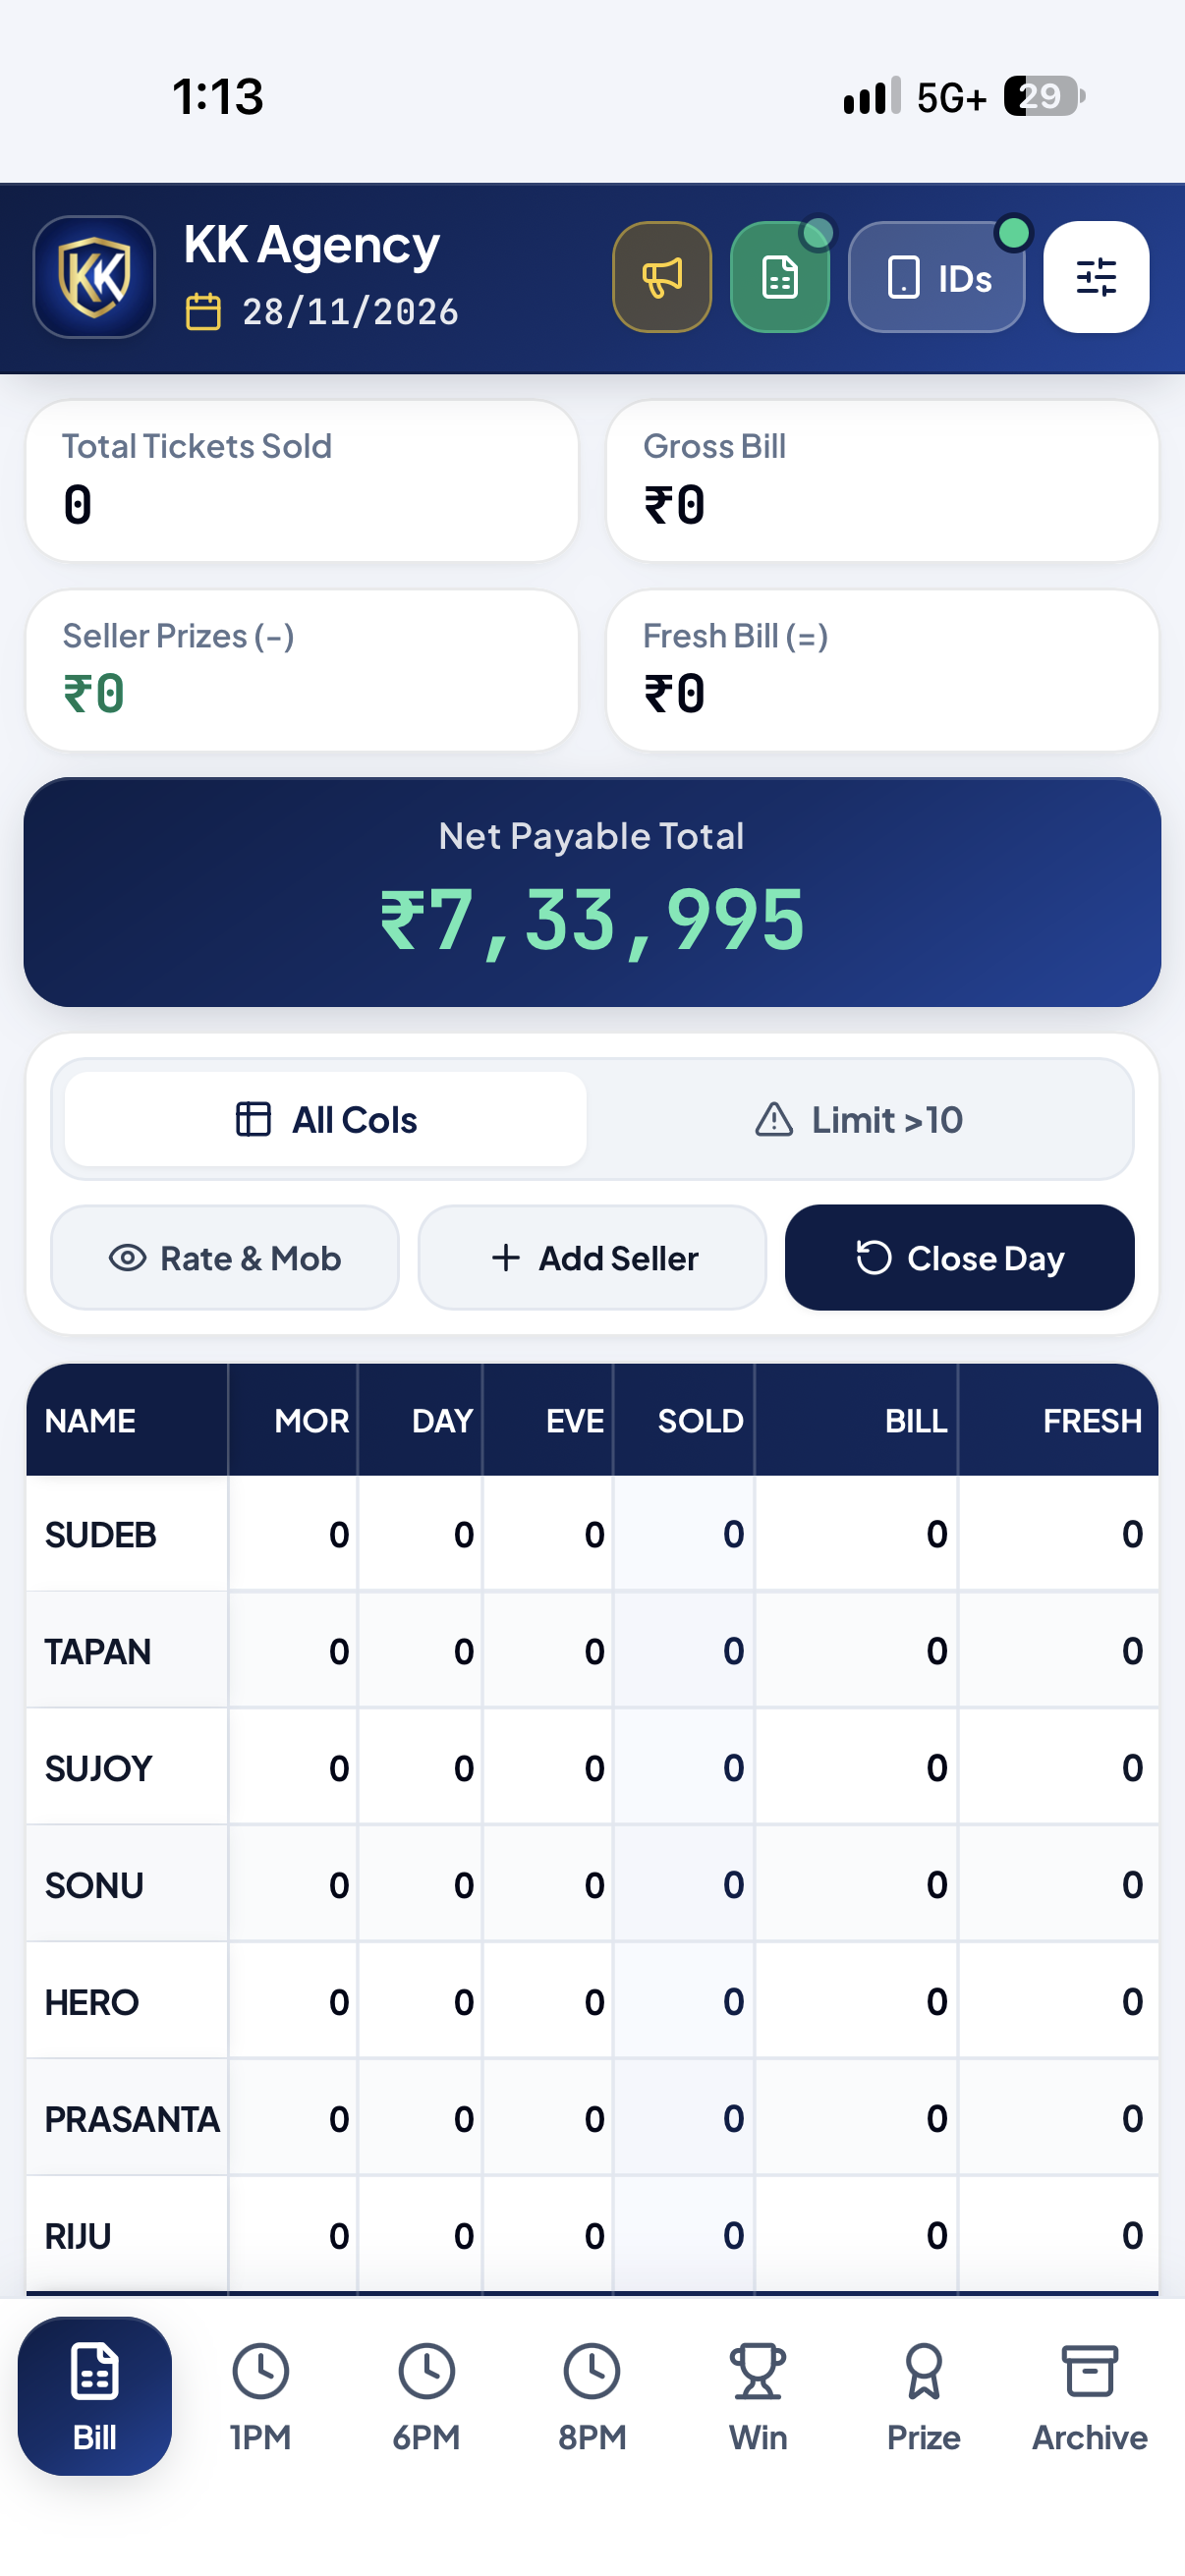 1:13 5G+ 29
KK
KK Agency
28/11/2026
IDs
Total Tickets Sold
0
Gross Bill
₹0
Seller Prizes (-)
₹0
Fresh Bill (=)
₹0
Net Payable Total
₹7,33,995
All Cols Limit >10
Rate & Mob Add Seller Close Day
NAME MOR DAY EVE SOLD BILL FRESH
SUDEB 0 0 0 0 0 0
TAPAN 0 0 0 0 0 0
SUJOY 0 0 0 0 0 0
SONU 0 0 0 0 0 0
HERO 0 0 0 0 0 0
PRASANTA 0 0 0 0 0 0
RIJU 0 0 0 0 0 0
Bill 1PM 6PM 8PM Win Prize Archive